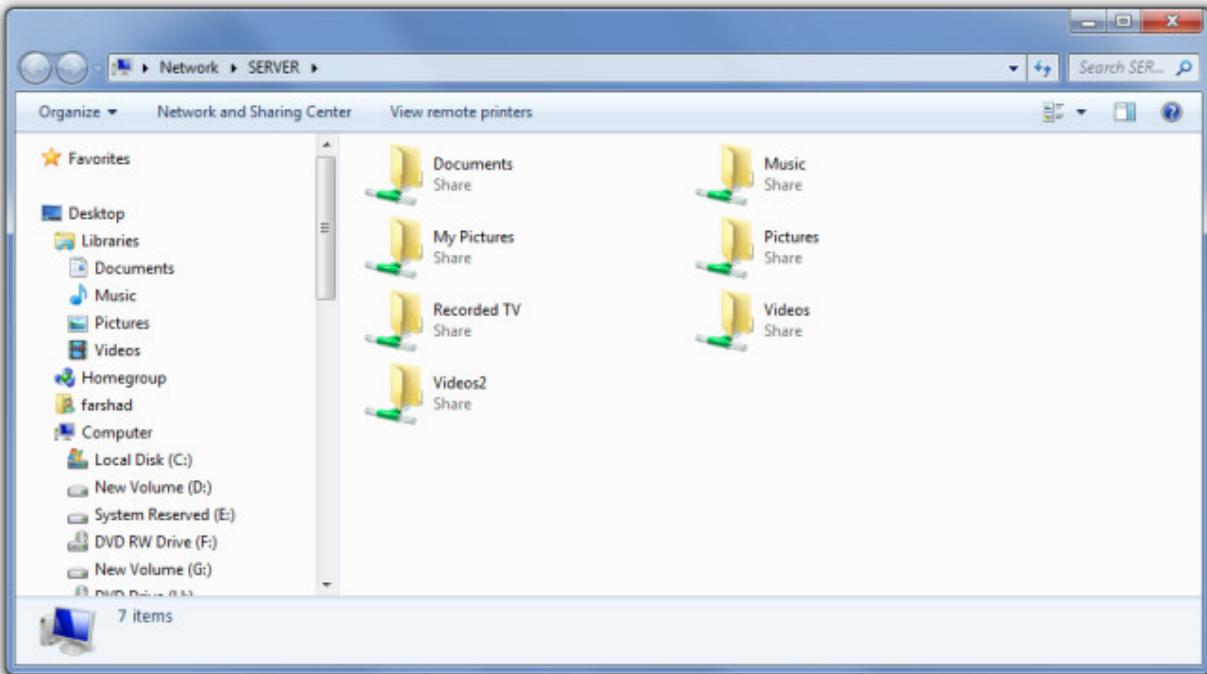 Network SERVER
Search SER...
Organize Network and Sharing Center View remote printers
Favorites
Desktop
Libraries
Documents
Music
Pictures
Videos
Homegroup
farshad
Computer
Local Disk (C:)
New Volume (D:)
System Reserved (E:)
DVD RW Drive (F:)
New Volume (G:)
Documents
Share
Music
Share
My Pictures
Share
Pictures
Share
Recorded TV
Share
Videos
Share
Videos2
Share
7 items